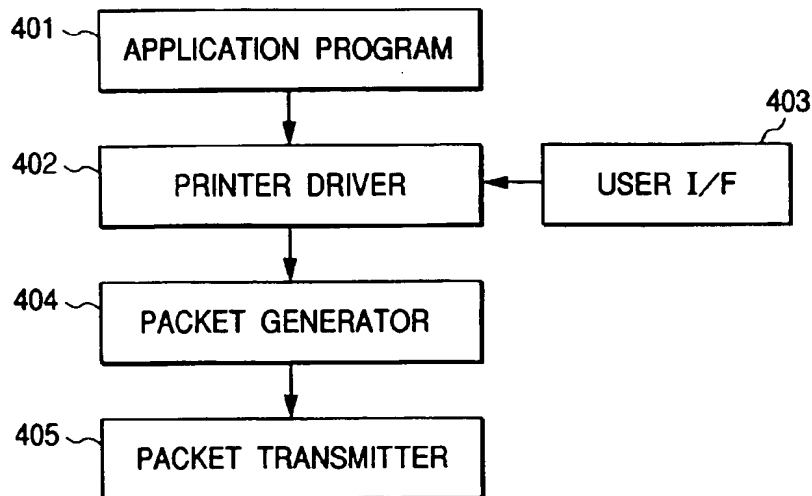 401
APPLICATION PROGRAM
403
402
PRINTER DRIVER
USER I/F
404
PACKET GENERATOR
405
PACKET TRANSMITTER